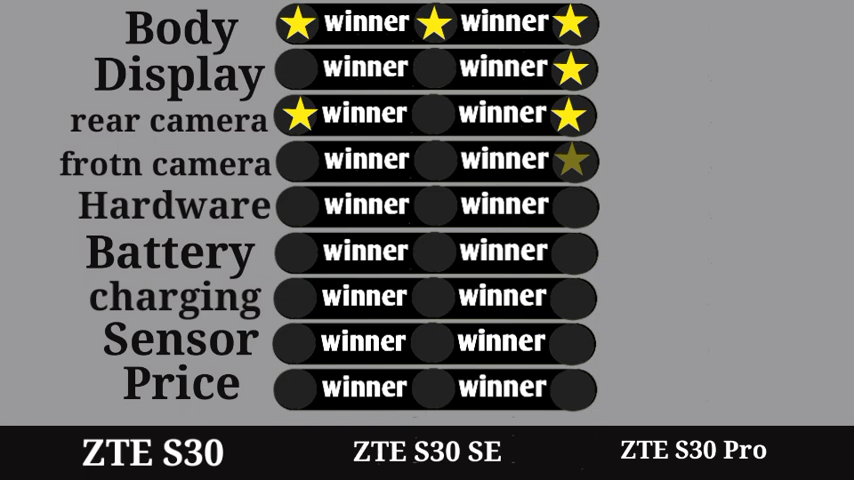 Body winner winner
Display winner winner
rear camera winner winner
frotn camera winner winner
Hardware winner winner
Battery winner winner
charging winner winner
Sensor winner winner
Price winner winner
ZTE S30 ZTE S30 SE ZTE S30 Pro